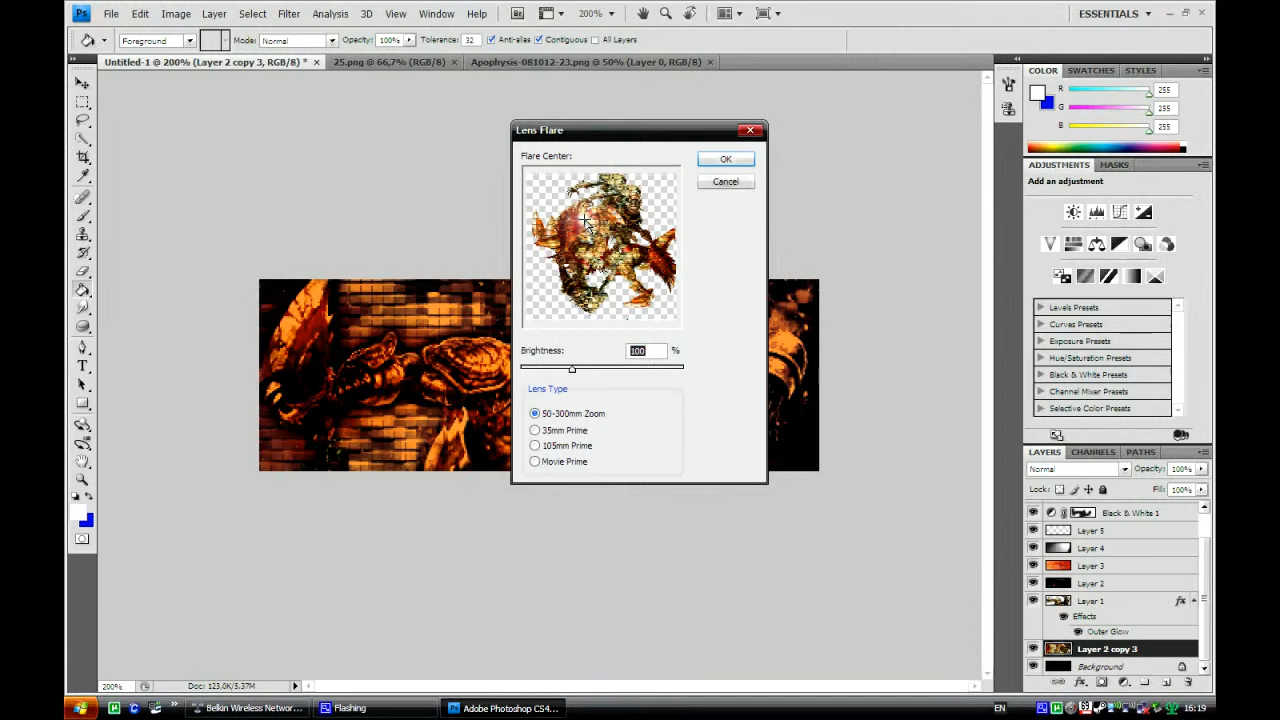 Ps File Edit Image Layer Select Filter Analysis 3D View Window Help Br 200% ESSENTIALS
Foreground Mode: Normal Opacity: 100% Tolerance: 32 Anti-alias Contiguous All Layers
Untitled-1 @ 200% (Layer 2 copy 3, RGB/8) * 25.png @ 66,7% (RGB/8) Apophysis-081012-23.png @ 50% (Layer 0, RGB/8)
COLOR SWATCHES STYLES
R 255
G 255
B 255
Lens Flare
Flare Center:
OK
Cancel
Brightness: 100 %
Lens Type
50-300mm Zoom
35mm Prime
105mm Prime
Movie Prime
ADJUSTMENTS MASKS
Add an adjustment
Levels Presets
Curves Presets
Exposure Presets
Hue/Saturation Presets
Black & White Presets
Channel Mixer Presets
Selective Color Presets
LAYERS CHANNELS PATHS
Normal Opacity: 100%
Lock: Fill: 100%
Black & White 1
Layer 5
Layer 4
Layer 3
Layer 2
Layer 1 fx
Effects
Outer Glow
Layer 2 copy 3
Background
200% Doc: 123,0K/5,37M
Belkin Wireless Netwo... Flashing Adobe Photoshop CS4... EN 16:19